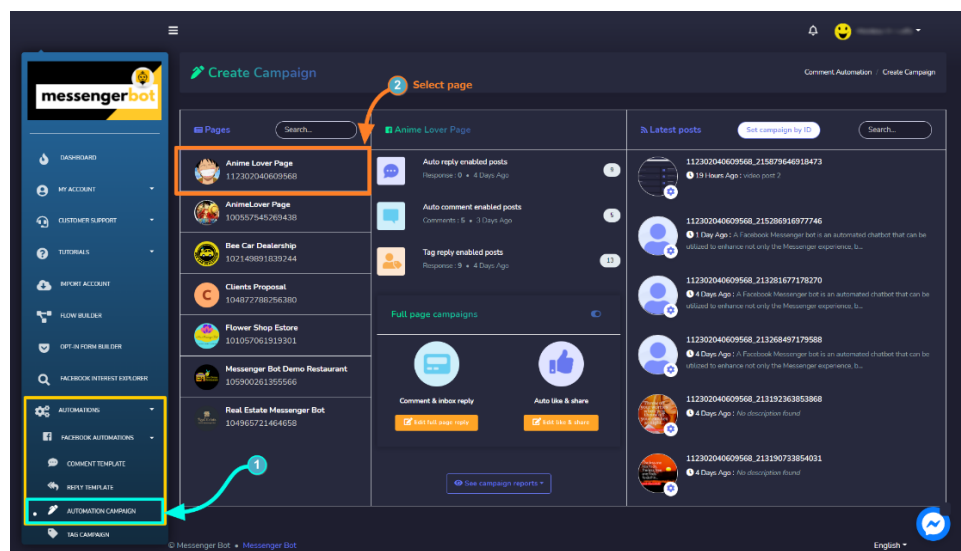 Create Campaign
Comment Automation / Create Campaign
2 Select page
messengerbot
DASHBOARD
MY ACCOUNT
CUSTOMER SUPPORT
TUTORIALS
IMPORT ACCOUNT
FLOW BUILDER
OPT-IN FORM BUILDER
FACEBOOK INTEREST EXPLORER
AUTOMATIONS
FACEBOOK AUTOMATIONS
COMMENT TEMPLATE
REPLY TEMPLATE
AUTOMATION CAMPAIGN
TAG CAMPAIGN
1
Pages
Search...
Anime Lover Page
112302040609568
AnimeLover Page
100557545269438
Bee Car Dealership
102149891839244
C
Clients Proposal
104872788256380
Flower Shop Estore
101057061919301
Messenger Bot Demo Restaurant
105900261355566
Real Estate Messenger Bot
104965721464658
Anime Lover Page
Auto reply enabled posts
Response : 0 • 4 Days Ago
9
Auto comment enabled posts
Comments : 5 • 3 Days Ago
Tag reply enabled posts
Response : 9 • 4 Days Ago
13
Full page campaigns
Comment & inbox reply
Edit full page reply
Auto like & share
Edit like & share
See campaign reports
Latest posts
Set campaign by ID
Search...
112302040609568_215879646918473
19 Hours Ago : video post 2
112302040609568_215286916977746
1 Day Ago : A Facebook Messenger bot is an automated chatbot that can be
utilized to enhance not only the Messenger experience, b...
112302040609568_213281677178270
4 Days Ago : A Facebook Messenger bot is an automated chatbot that can be
utilized to enhance not only the Messenger experience, b...
112302040609568_213268497179588
4 Days Ago : A Facebook Messenger bot is an automated chatbot that can be
utilized to enhance not only the Messenger experience, b...
112302040609568_213192363853868
4 Days Ago : No description found
112302040609568_213190733854031
4 Days Ago : No description found
© Messenger Bot • Messenger Bot
English